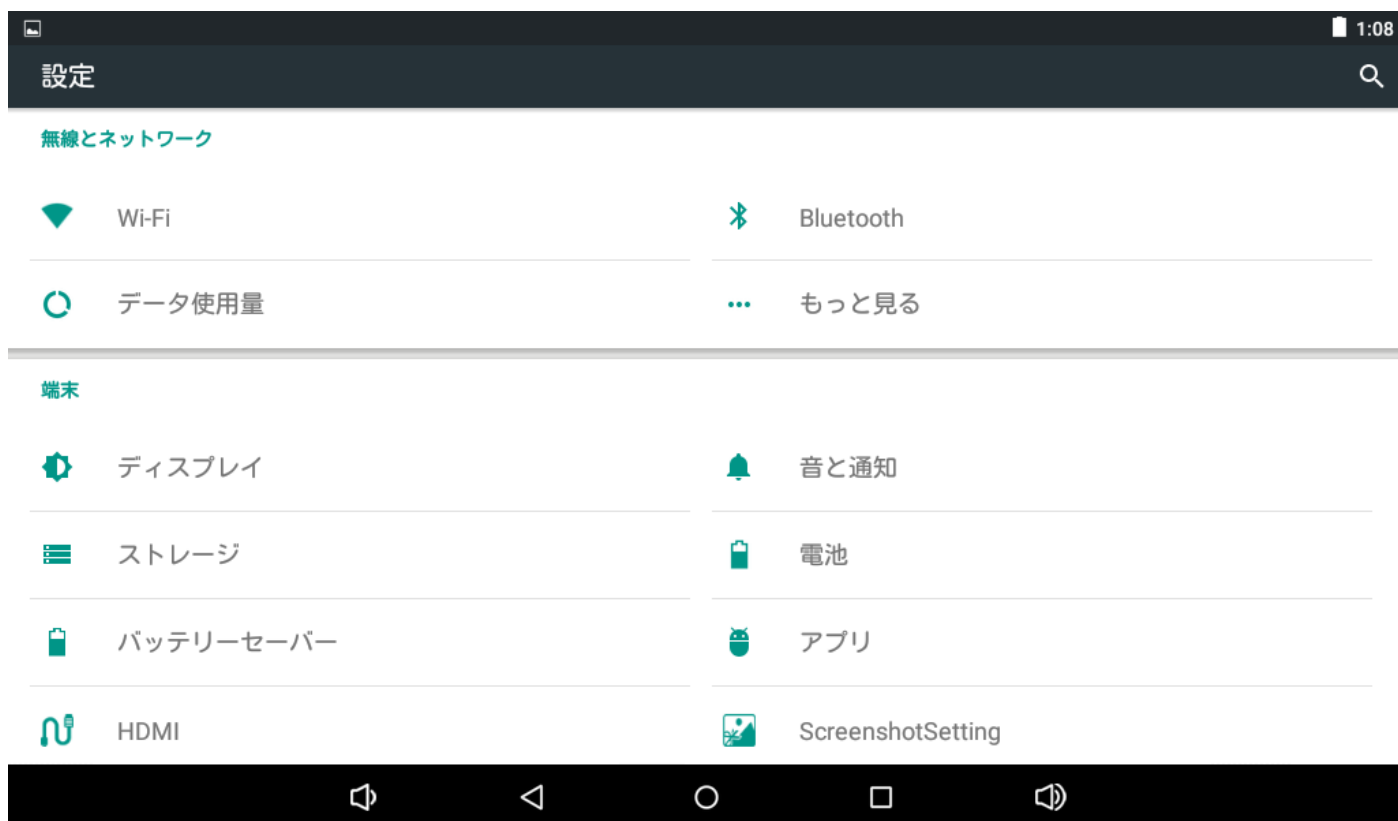 1:08
設定
無線とネットワーク
Wi-Fi
Bluetooth
データ使用量
もっと見る
端末
ディスプレイ
音と通知
ストレージ
電池
バッテリーセーバー
アプリ
HDMI
ScreenshotSetting